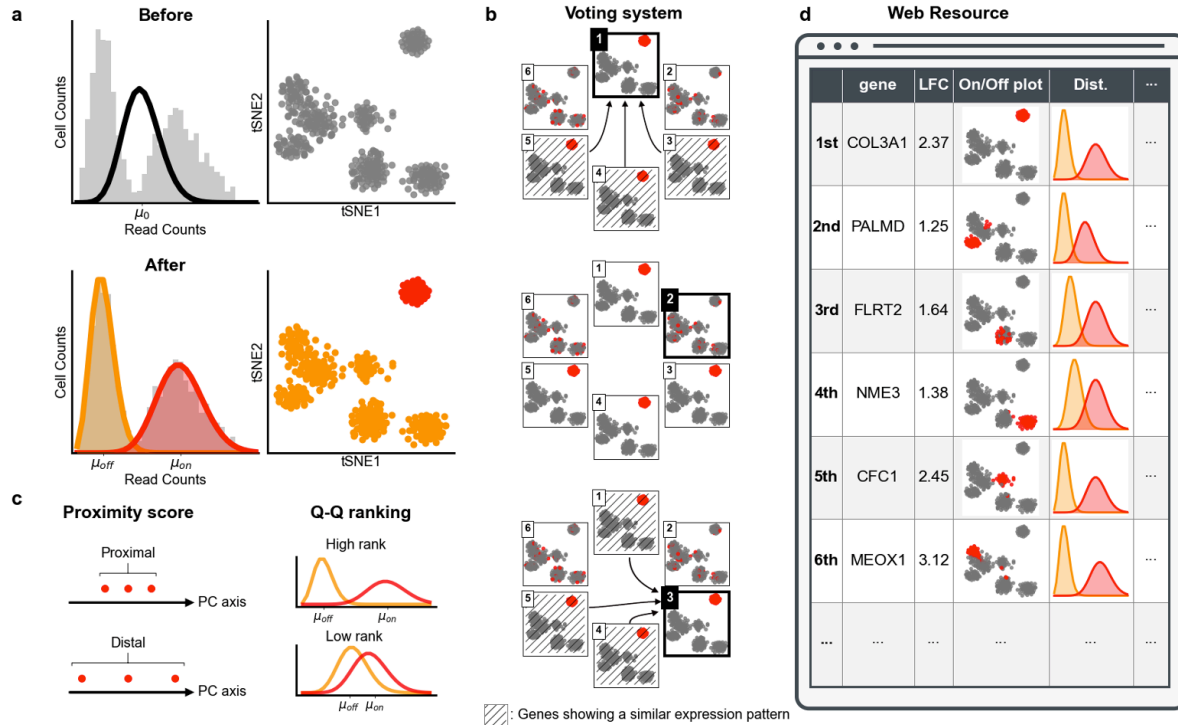 a
Before
Cell Counts
μ0
Read Counts
tSNE2
tSNE1
After
Cell Counts
μoff
μon
Read Counts
tSNE2
tSNE1
b
Voting system
1
6
2
5
3
4
1
6
2
5
3
4
1
6
2
5
3
4
: Genes showing a similar expression pattern
c
Proximity score
Proximal
PC axis
Distal
PC axis
Q-Q ranking
High rank
μoff
μon
Low rank
μoff
μon
d
Web Resource
gene LFC On/Off plot Dist. ...
1st COL3A1 2.37 ...
2nd PALMD 1.25 ...
3rd FLRT2 1.64 ...
4th NME3 1.38 ...
5th CFC1 2.45 ...
6th MEOX1 3.12 ...
... ... ... ... ... ...